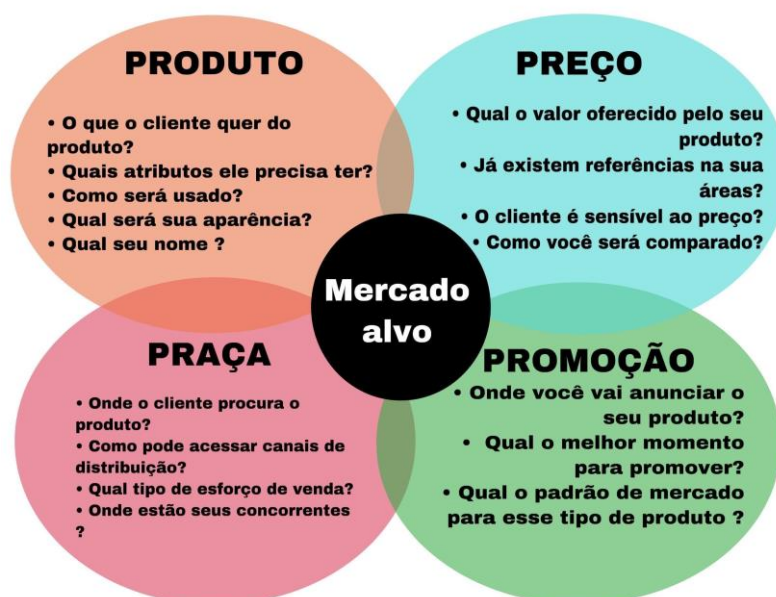 PRODUTO
• O que o cliente quer do
produto?
• Quais atributos ele precisa ter?
• Como será usado?
• Qual será sua aparência?
• Qual seu nome ?
PREÇO
• Qual o valor oferecido pelo seu
produto?
• Já existem referências na sua
áreas?
• O cliente é sensível ao preço?
• Como você será comparado?
Mercado
alvo
PRAÇA
• Onde o cliente procura o
produto?
• Como pode acessar canais de
distribuição?
• Qual tipo de esforço de venda?
• Onde estão seus concorrentes
?
PROMOÇÃO
• Onde você vai anunciar o
seu produto?
• Qual o melhor momento
para promover?
• Qual o padrão de mercado
para esse tipo de produto ?